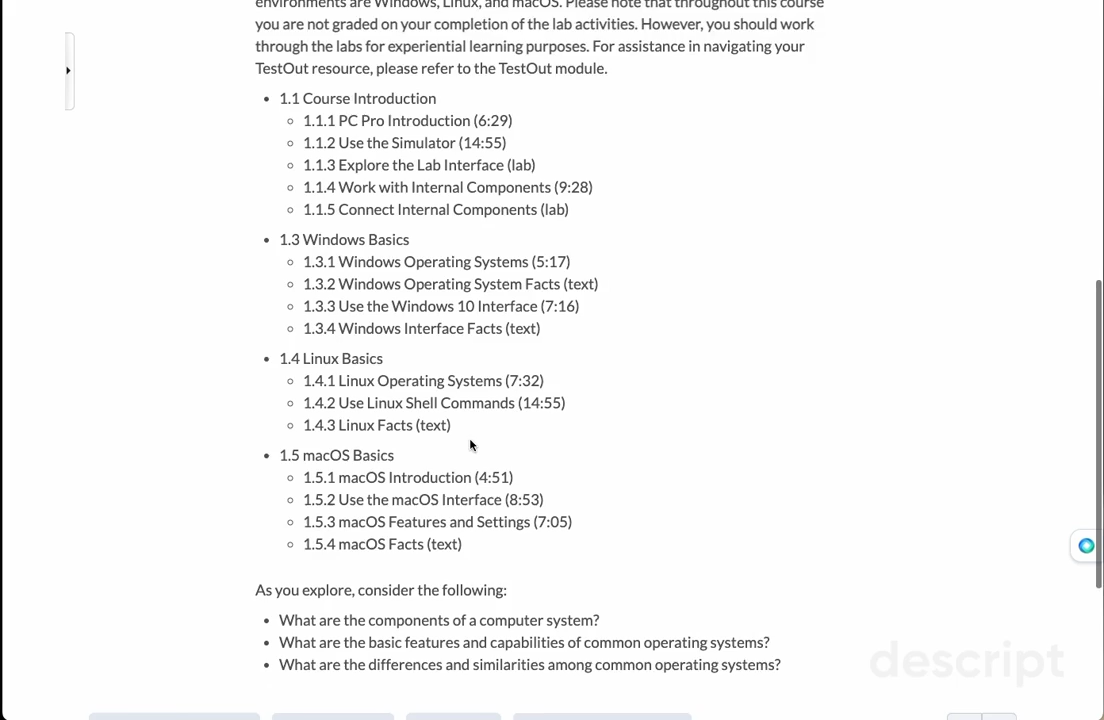 environments are Windows, Linux, and macOS. Please note that throughout this course
you are not graded on your completion of the lab activities. However, you should work
through the labs for experiential learning purposes. For assistance in navigating your
TestOut resource, please refer to the TestOut module.
1.1 Course Introduction
1.1.1 PC Pro Introduction (6:29)
1.1.2 Use the Simulator (14:55)
1.1.3 Explore the Lab Interface (lab)
1.1.4 Work with Internal Components (9:28)
1.1.5 Connect Internal Components (lab)
1.3 Windows Basics
1.3.1 Windows Operating Systems (5:17)
1.3.2 Windows Operating System Facts (text)
1.3.3 Use the Windows 10 Interface (7:16)
1.3.4 Windows Interface Facts (text)
1.4 Linux Basics
1.4.1 Linux Operating Systems (7:32)
1.4.2 Use Linux Shell Commands (14:55)
1.4.3 Linux Facts (text)
1.5 macOS Basics
1.5.1 macOS Introduction (4:51)
1.5.2 Use the macOS Interface (8:53)
1.5.3 macOS Features and Settings (7:05)
1.5.4 macOS Facts (text)
As you explore, consider the following:
What are the components of a computer system?
What are the basic features and capabilities of common operating systems?
What are the differences and similarities among common operating systems?
descript